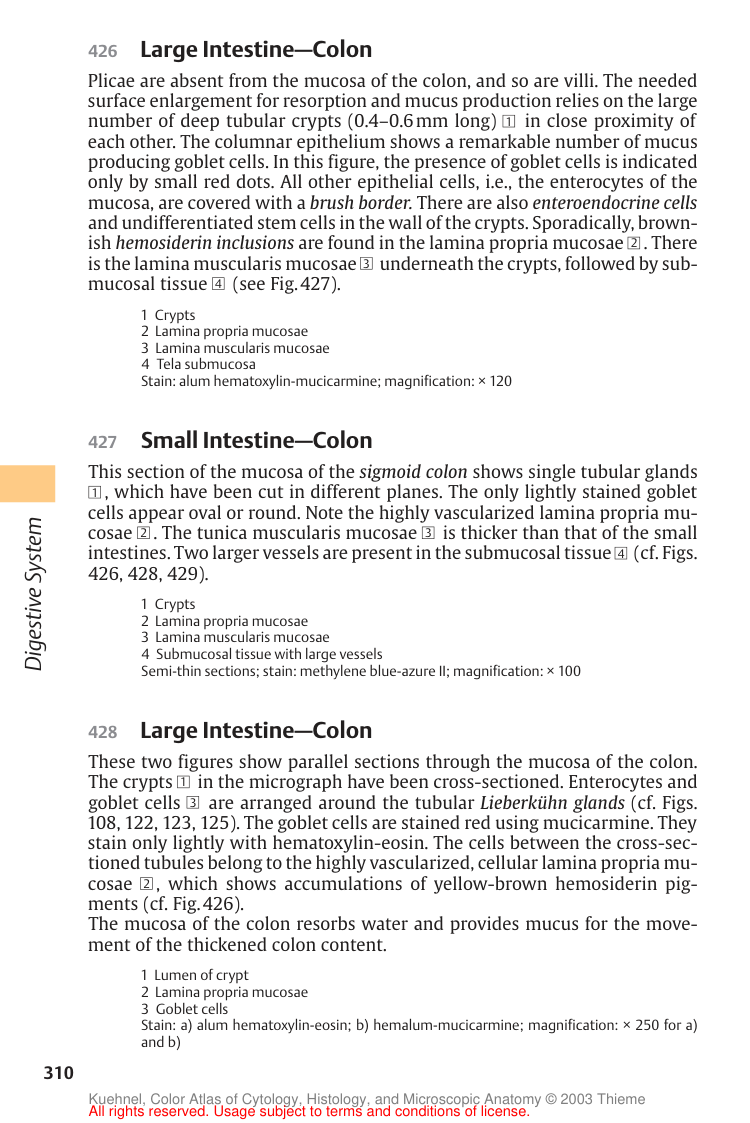 426 Large Intestine—Colon
Plicae are absent from the mucosa of the colon, and so are villi. The needed
surface enlargement for resorption and mucus production relies on the large
number of deep tubular crypts (0.4–0.6 mm long) 1 in close proximity of
each other. The columnar epithelium shows a remarkable number of mucus
producing goblet cells. In this figure, the presence of goblet cells is indicated
only by small red dots. All other epithelial cells, i.e., the enterocytes of the
mucosa, are covered with a brush border. There are also enteroendocrine cells
and undifferentiated stem cells in the wall of the crypts. Sporadically, brown-
ish hemosiderin inclusions are found in the lamina propria mucosae 2. There
is the lamina muscularis mucosae 3 underneath the crypts, followed by sub-
mucosal tissue 4 (see Fig. 427).
1 Crypts
2 Lamina propria mucosae
3 Lamina muscularis mucosae
4 Tela submucosa
Stain: alum hematoxylin-mucicarmine; magnification: × 120
427 Small Intestine—Colon
This section of the mucosa of the sigmoid colon shows single tubular glands
1, which have been cut in different planes. The only lightly stained goblet
cells appear oval or round. Note the highly vascularized lamina propria mu-
cosae 2. The tunica muscularis mucosae 3 is thicker than that of the small
intestines. Two larger vessels are present in the submucosal tissue 4 (cf. Figs.
426, 428, 429).
1 Crypts
2 Lamina propria mucosae
3 Lamina muscularis mucosae
4 Submucosal tissue with large vessels
Semi-thin sections; stain: methylene blue-azure II; magnification: × 100
Digestive System
428 Large Intestine—Colon
These two figures show parallel sections through the mucosa of the colon.
The crypts 1 in the micrograph have been cross-sectioned. Enterocytes and
goblet cells 3 are arranged around the tubular Lieberkühn glands (cf. Figs.
108, 122, 123, 125). The goblet cells are stained red using mucicarmine. They
stain only lightly with hematoxylin-eosin. The cells between the cross-sec-
tioned tubules belong to the highly vascularized, cellular lamina propria mu-
cosae 2, which shows accumulations of yellow-brown hemosiderin pig-
ments (cf. Fig. 426).
The mucosa of the colon resorbs water and provides mucus for the move-
ment of the thickened colon content.
1 Lumen of crypt
2 Lamina propria mucosae
3 Goblet cells
Stain: a) alum hematoxylin-eosin; b) hemalum-mucicarmine; magnification: × 250 for a)
and b)
310
Kuehnel, Color Atlas of Cytology, Histology, and Microscopic Anatomy © 2003 Thieme
All rights reserved. Usage subject to terms and conditions of license.